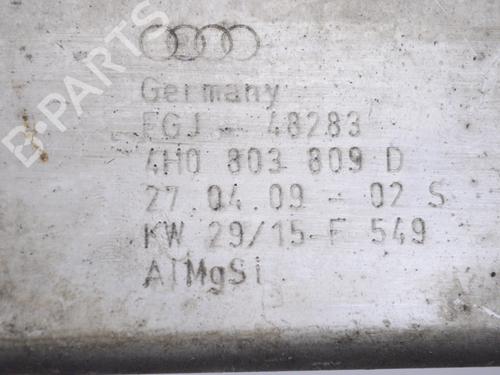 B-PARTS
Germany
EGJ - 48283
4H0 803 809 D
27.04.09 - 02 S
KW 29/15-F 549
AlMgSi